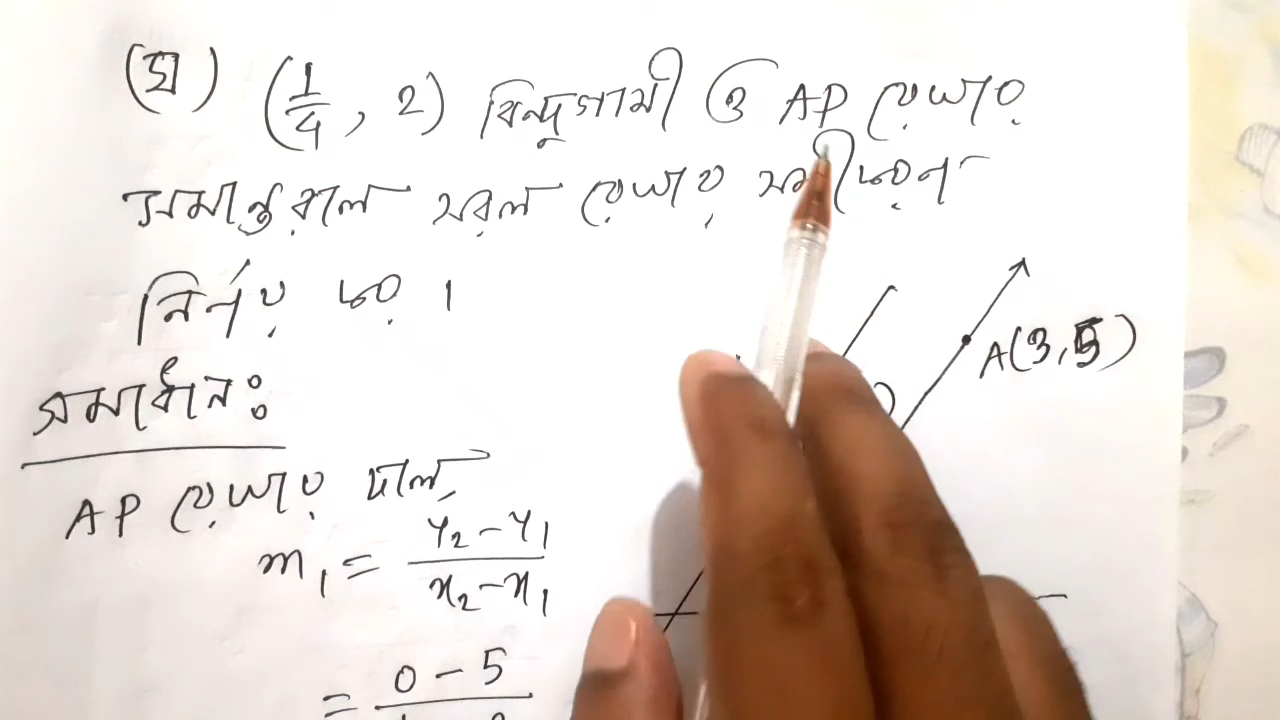 (ঘ) (1/4, 2) বিন্দুগামী ও AP রেখার
সমান্তরাল সরল রেখার সমীকরণ
নির্ণয় কর।
A(3,5)
সমাধান:
AP রেখার ঢাল,
m₁ = (y₂-y₁)/(x₂-x₁)
= 0-5